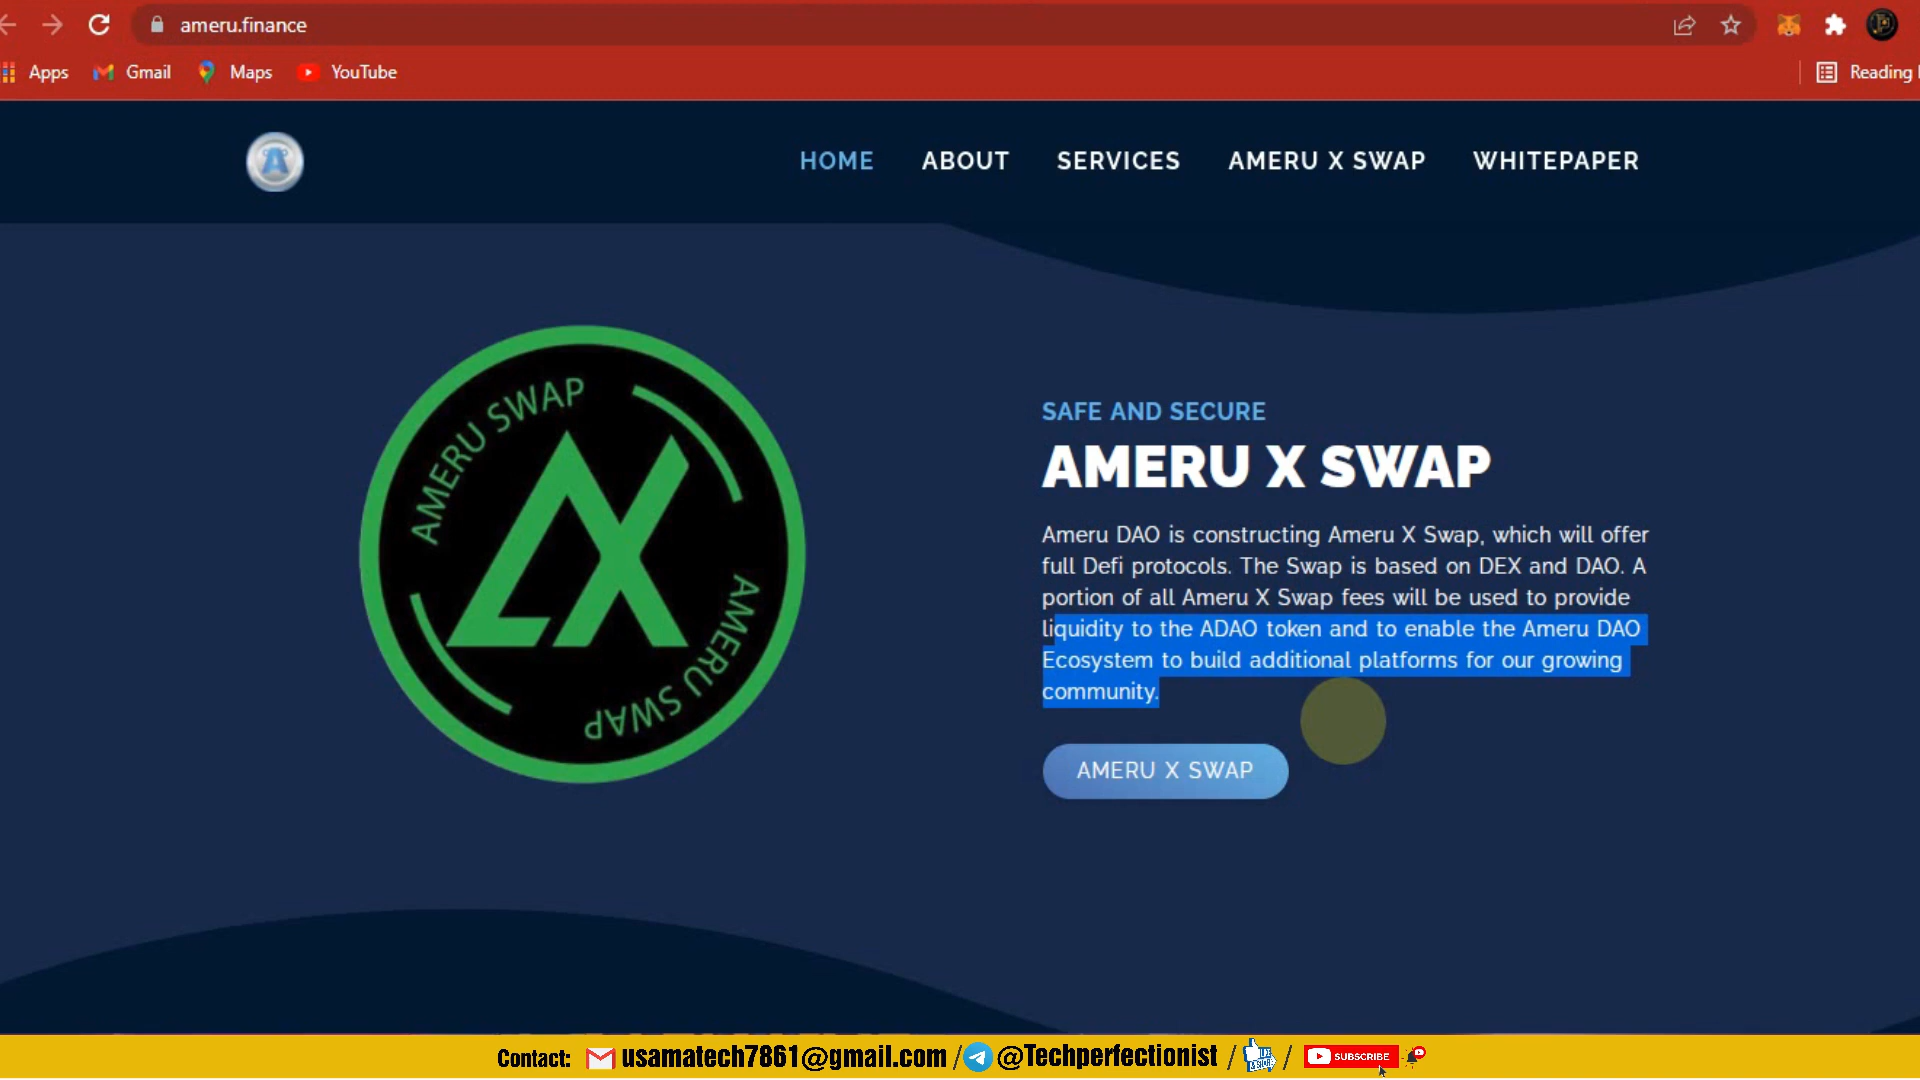 ameru.finance
Apps Gmail Maps YouTube Reading
HOME ABOUT SERVICES AMERU X SWAP WHITEPAPER
AMERU SWAP
AMERU SWAP
SAFE AND SECURE
AMERU X SWAP
Ameru DAO is constructing Ameru X Swap, which will offer
full Defi protocols. The Swap is based on DEX and DAO. A
portion of all Ameru X Swap fees will be used to provide
liquidity to the ADAO token and to enable the Ameru DAO
Ecosystem to build additional platforms for our growing
community.
AMERU X SWAP
Contact: usamatech7861@gmail.com / @Techperfectionist / / SUBSCRIBE